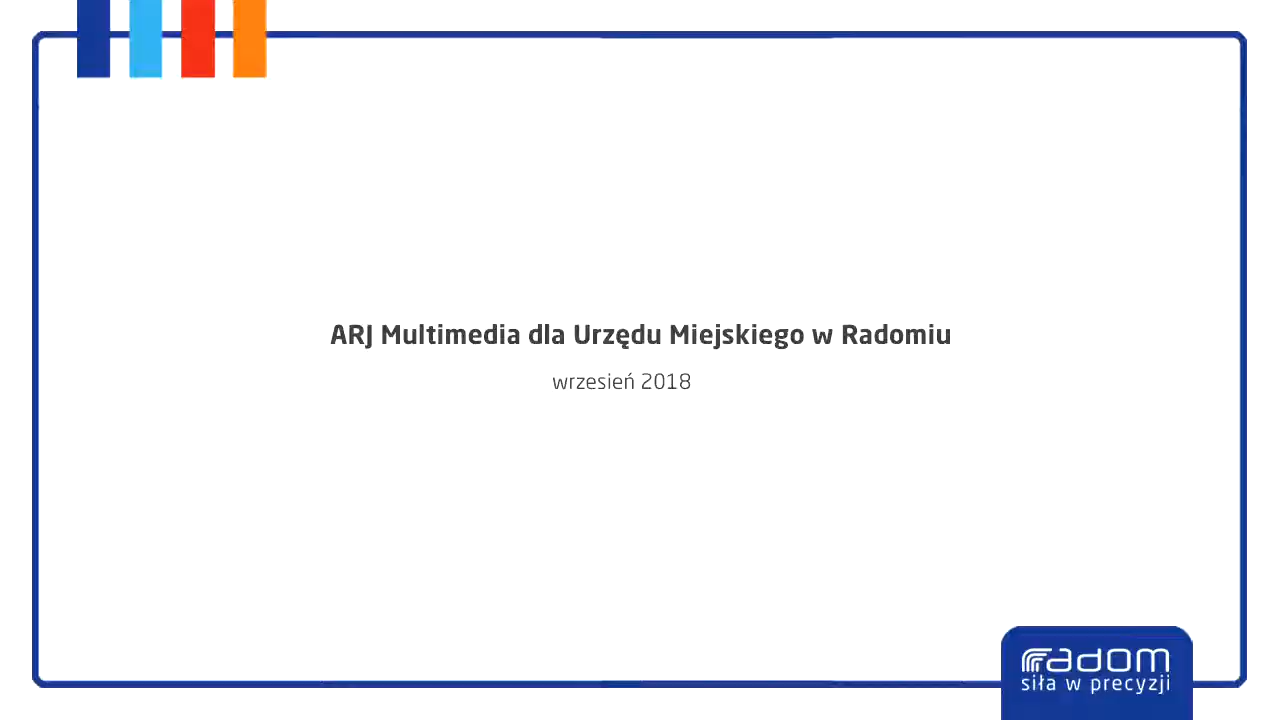 ARJ Multimedia dla Urzędu Miejskiego w Radomiu
wrzesień 2018
radom
siła w precyzji